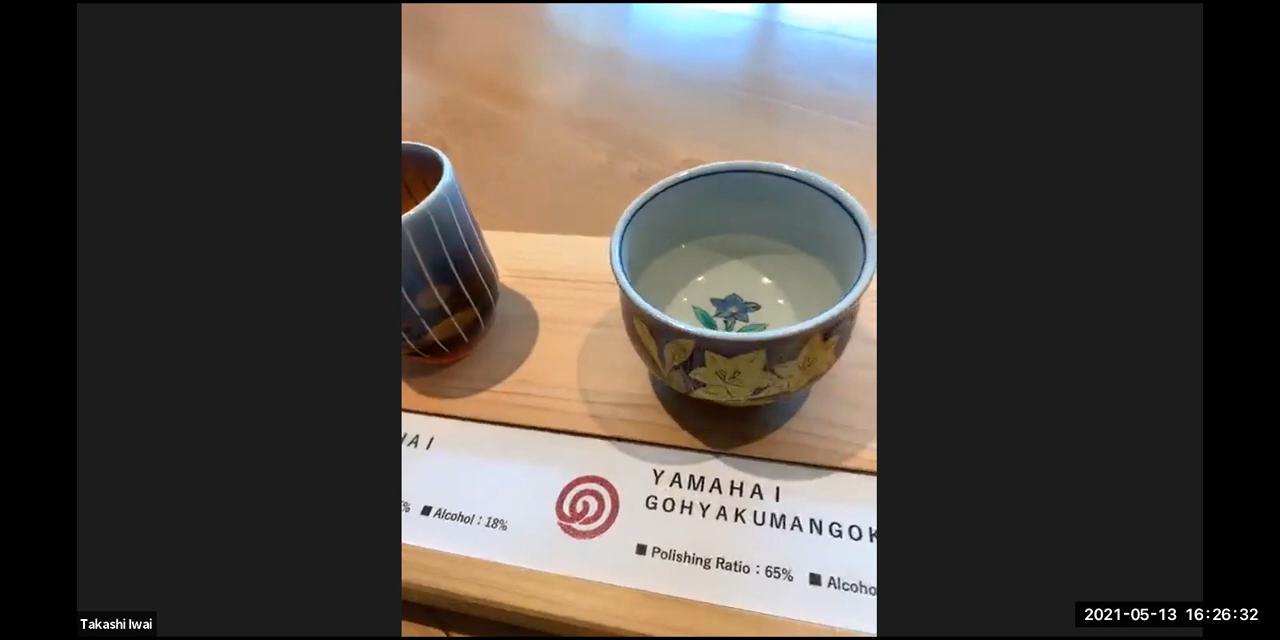 AI
YAMAHAI
GOHYAKUMANGOK
% ■ Alcohol : 18%
■ Polishing Ratio : 65% ■ Alcoho
Takashi Iwai
2021-05-13 16:26:32